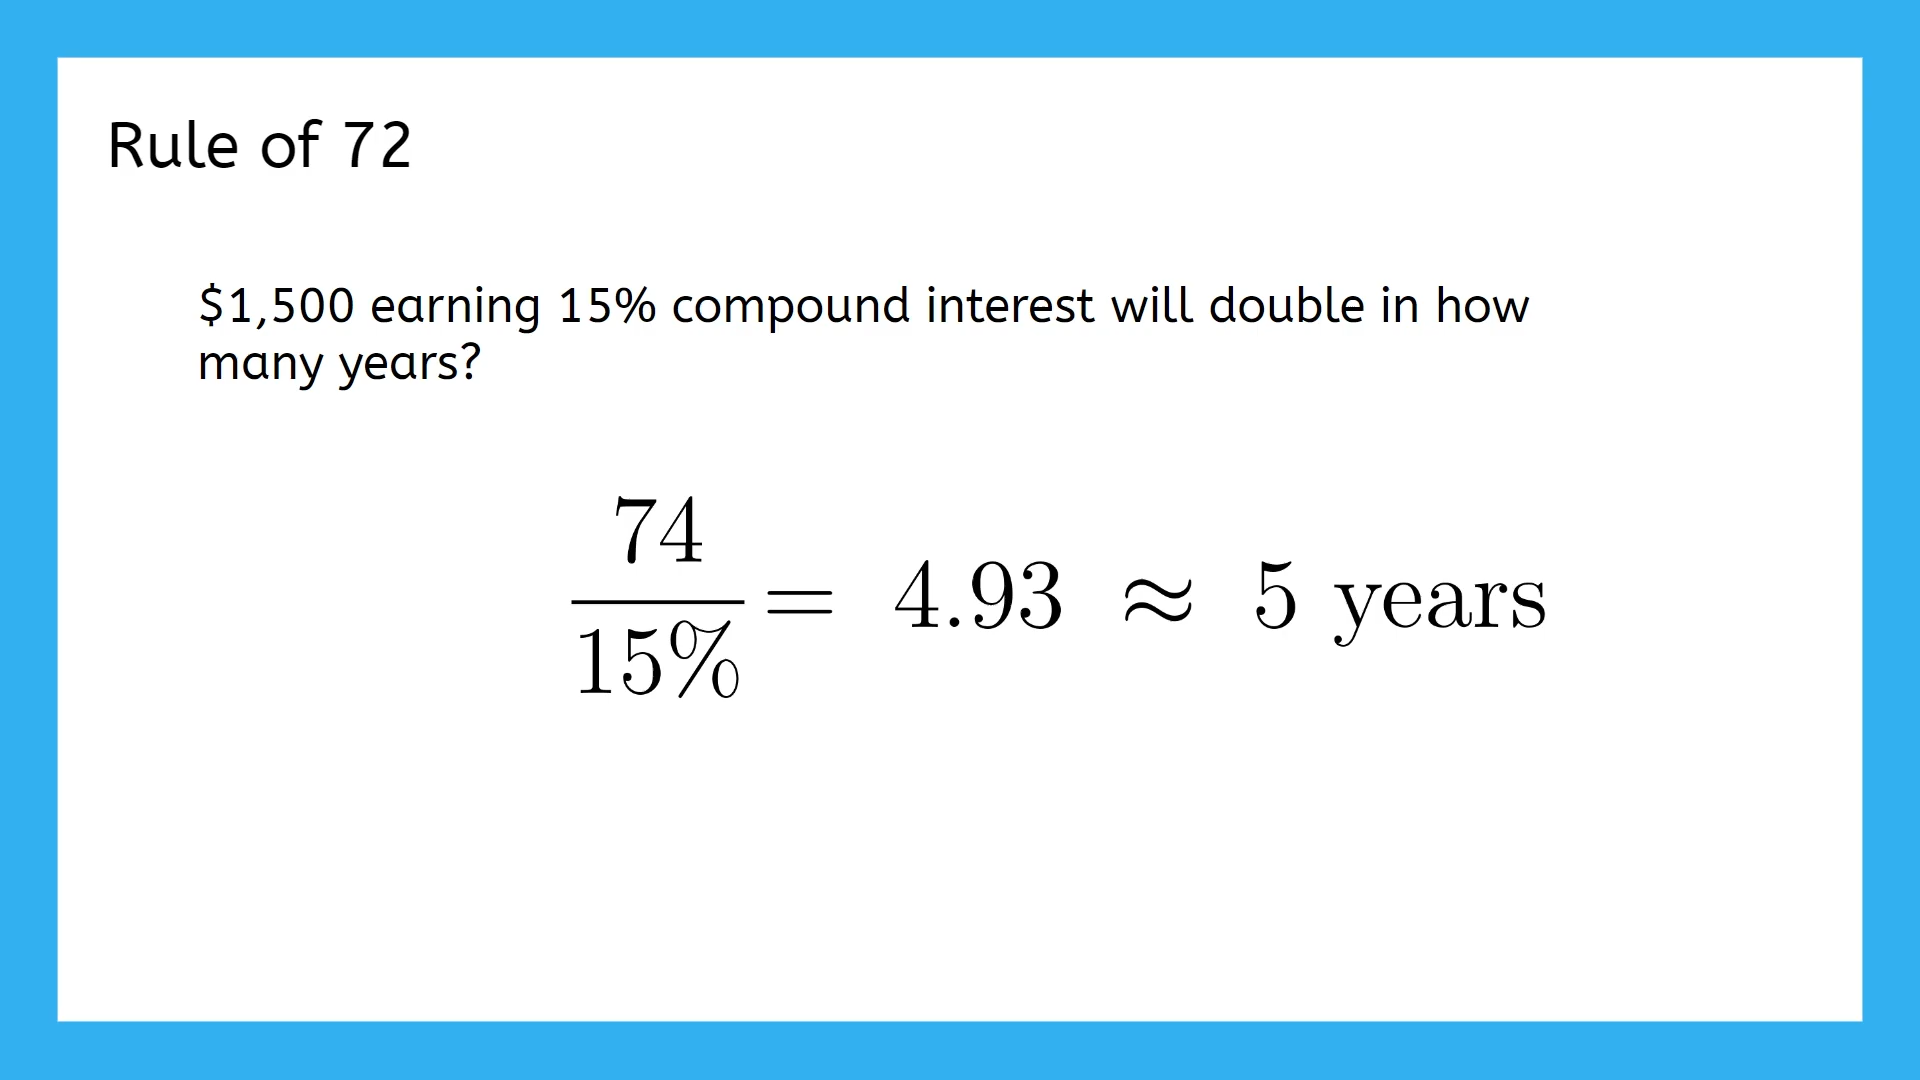 Rule of 72
$1,500 earning 15% compound interest will double in how
many years?
74
15%
= 4.93 ≈ 5 years